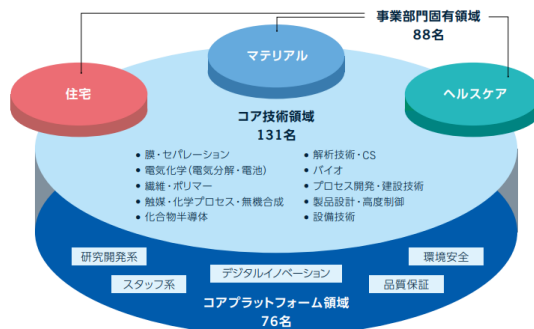 事業部門固有領域
88名
マテリアル
住宅
ヘルスケア
コア技術領域
131名
• 膜・セパレーション
• 電気化学(電気分解・電池)
• 繊維・ポリマー
• 触媒・化学プロセス・無機合成
• 化合物半導体
• 解析技術・CS
• バイオ
• プロセス開発・建設技術
• 製品設計・高度制御
• 設備技術
研究開発系
スタッフ系
デジタルイノベーション
品質保証
環境安全
コアプラットフォーム領域
76名